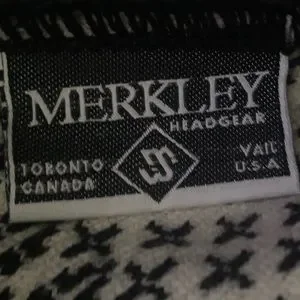 MERKLEY
HEADGEAR
TORONTO
CANADA
VAIL
U.S.A